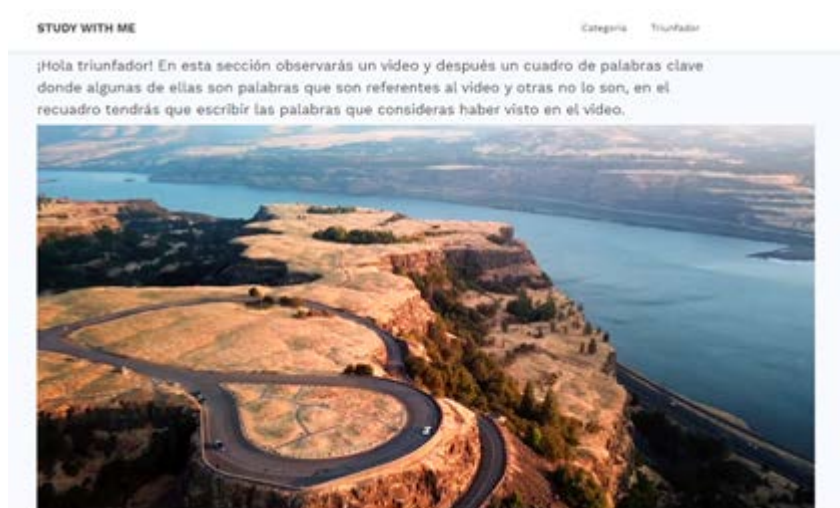 STUDY WITH ME
Categoria Triunfador
¡Hola triunfador! En esta sección observarás un video y después un cuadro de palabras clave
donde algunas de ellas son palabras que son referentes al video y otras no lo son, en el
recuadro tendrás que escribir las palabras que consideras haber visto en el video.